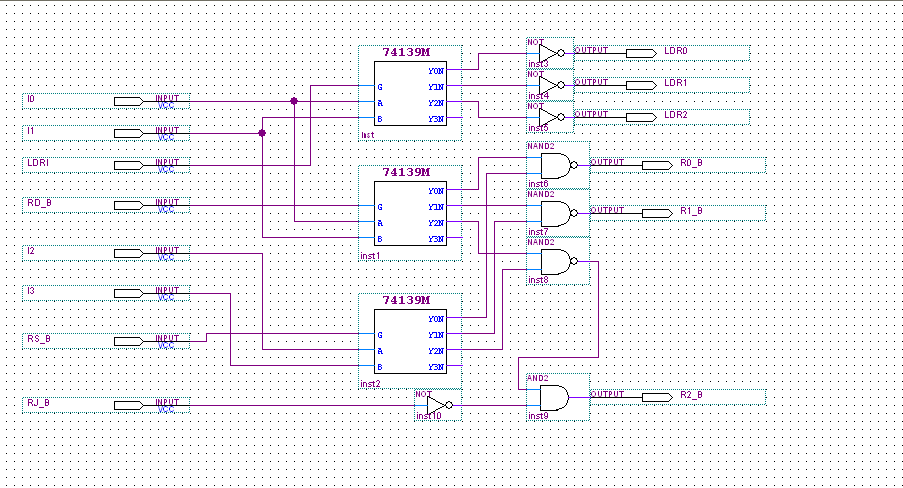 I0 INPUT VCC
I1 INPUT VCC
LDRI INPUT VCC
RD_B INPUT VCC
I2 INPUT VCC
I3 INPUT VCC
RS_B INPUT VCC
RJ_B INPUT VCC
74139M
G
A
B
Y0N
Y1N
Y2N
Y3N
inst
74139M
G
A
B
Y0N
Y1N
Y2N
Y3N
inst1
74139M
G
A
B
Y0N
Y1N
Y2N
Y3N
inst2
NOT
inst10
NOT
inst3
OUTPUT LDR0
NOT
inst4
OUTPUT LDR1
NOT
inst5
OUTPUT LDR2
NAND2
inst6
OUTPUT R0_B
NAND2
inst7
OUTPUT R1_B
NAND2
inst8
AND2
inst9
OUTPUT R2_B